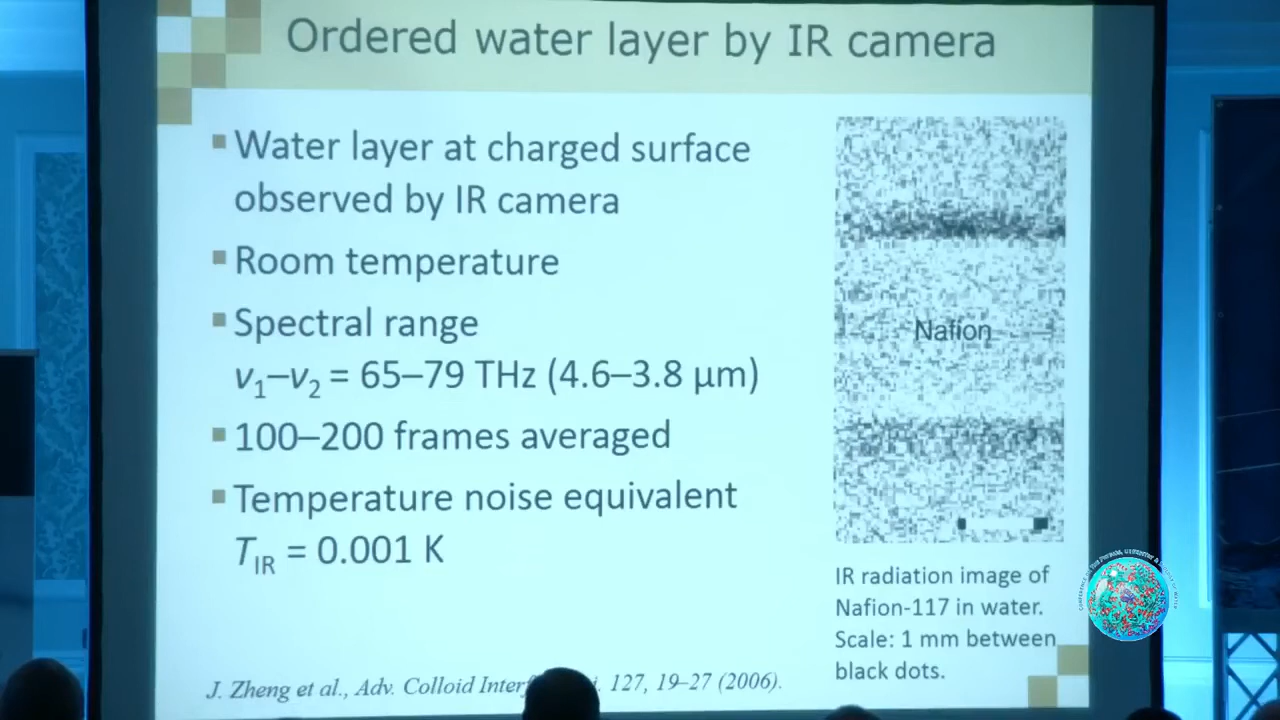 Ordered water layer by IR camera
Water layer at charged surface
observed by IR camera
Room temperature
Spectral range
ν₁–ν₂ = 65–79 THz (4.6–3.8 µm)
100–200 frames averaged
Temperature noise equivalent
T_IR = 0.001 K
J. Zheng et al., Adv. Colloid 127, 19–27 (2006).
Nafion
IR radiation image of
Nafion-117 in water.
Scale: 1 mm between
black dots.